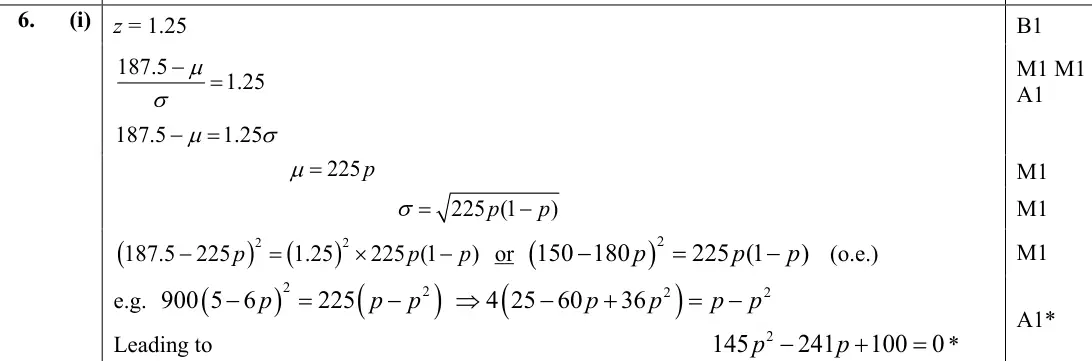 6. (i) z = 1.25 B1
(187.5 − μ)/σ = 1.25 M1 M1 A1
187.5 − μ = 1.25σ
μ = 225p M1
σ = √(225p(1 − p)) M1
(187.5 − 225p)² = (1.25)² × 225p(1 − p) or (150 − 180p)² = 225p(1 − p) (o.e.) M1
e.g. 900(5 − 6p)² = 225(p − p²) ⇒ 4(25 − 60p + 36p²) = p − p²
A1*
Leading to 145p² − 241p + 100 = 0 *